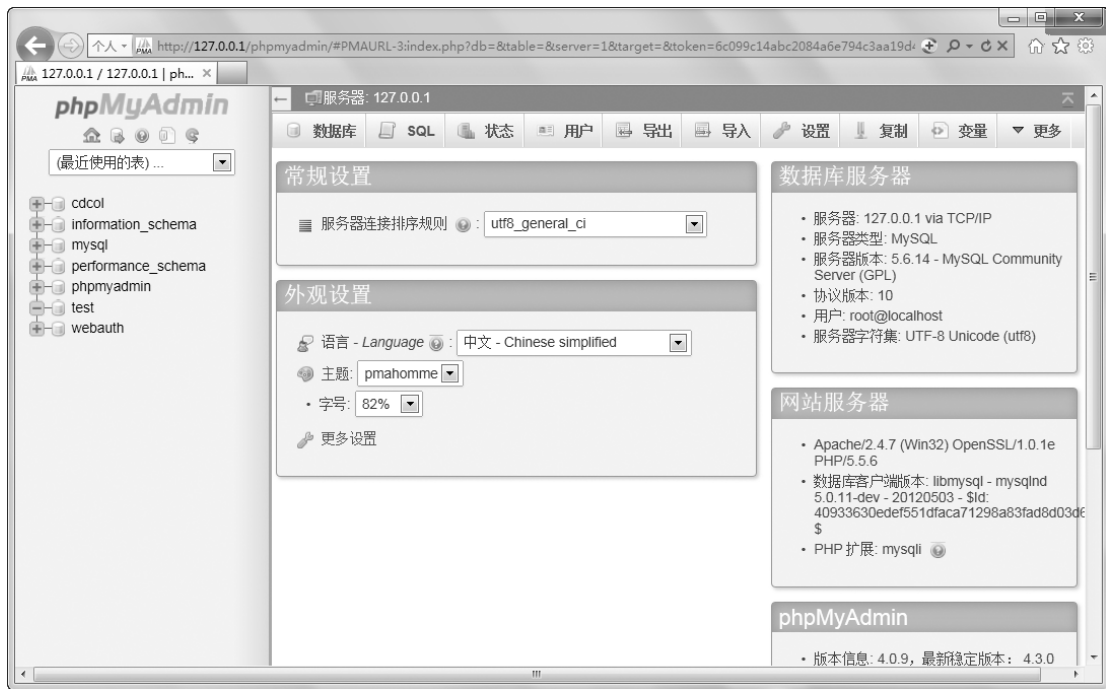 个人
http://127.0.0.1/phpmyadmin/#PMAURL-3:index.php?db=&table=&server=1&target=&token=6c099c14abc2084a6e794c3aa19d
127.0.0.1 / 127.0.0.1 | ph...
phpMyAdmin
(最近使用的表) ...
cdcol
information_schema
mysql
performance_schema
phpmyadmin
test
webauth
服务器: 127.0.0.1
数据库 SQL 状态 用户 导出 导入 设置 复制 变量 更多
常规设置
服务器连接排序规则 : utf8_general_ci
外观设置
语言 - Language : 中文 - Chinese simplified
主题: pmahomme
• 字号: 82%
更多设置
数据库服务器
• 服务器: 127.0.0.1 via TCP/IP
• 服务器类型: MySQL
• 服务器版本: 5.6.14 - MySQL Community
Server (GPL)
• 协议版本: 10
• 用户: root@localhost
• 服务器字符集: UTF-8 Unicode (utf8)
网站服务器
• Apache/2.4.7 (Win32) OpenSSL/1.0.1e
PHP/5.5.6
• 数据库客户端版本: libmysql - mysqlnd
5.0.11-dev - 20120503 - $Id:
40933630edef551dfaca71298a83fad8d03d6
$
• PHP 扩展: mysqli
phpMyAdmin
• 版本信息: 4.0.9，最新稳定版本： 4.3.0